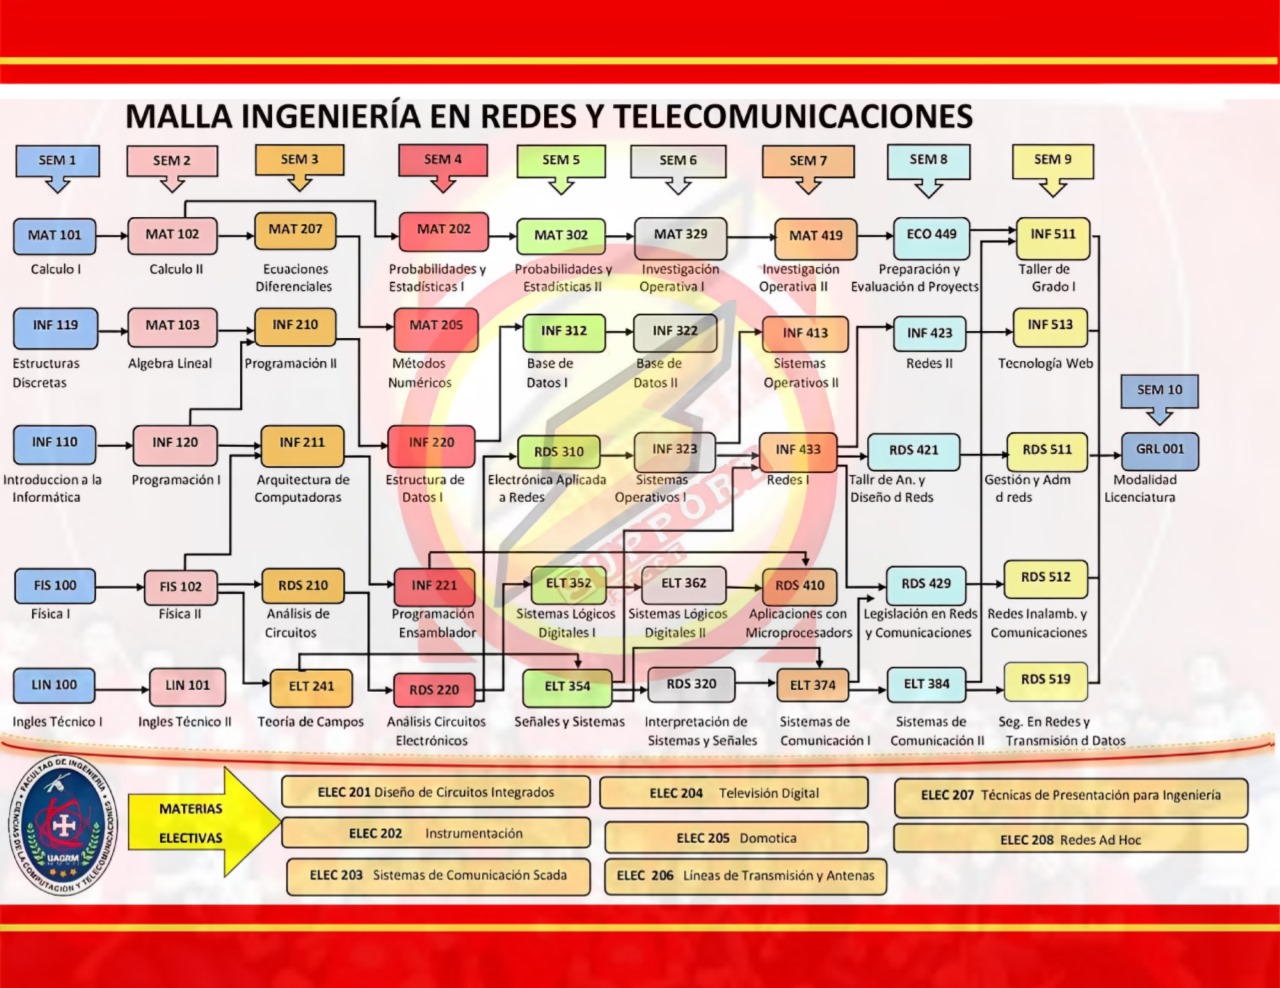 MALLA INGENIERÍA EN REDES Y TELECOMUNICACIONES
SEM 1
SEM 2
SEM 3
SEM 4
SEM 5
SEM 6
SEM 7
SEM 8
SEM 9
MAT 101
MAT 102
MAT 207
MAT 202
MAT 302
MAT 329
MAT 419
ECO 449
INF 511
Calculo I
Calculo II
Ecuaciones
Diferenciales
Probabilidades y
Estadísticas I
Probabilidades y
Estadísticas II
Investigación
Operativa I
Investigación
Operativa II
Preparación y
Evaluación d Proyects
Taller de
Grado I
INF 119
MAT 103
INF 210
MAT 205
INF 312
INF 322
INF 413
INF 423
INF 513
Estructuras
Discretas
Algebra Lineal
Programación II
Métodos
Numéricos
Base de
Datos I
Base de
Datos II
Sistemas
Operativos II
Redes II
Tecnología Web
SEM 10
INF 110
INF 120
INF 211
INF 220
RDS 310
INF 323
INF 433
RDS 421
RDS 511
GRL 001
Introduccion a la
Informática
Programación I
Arquitectura de
Computadoras
Estructura de
Datos I
Electrónica Aplicada
a Redes
Sistemas
Operativos I
Redes I
Tallr de An. y
Diseño d Reds
Gestión y Adm
d reds
Modalidad
Licenciatura
SUPPORT
FIS 100
FIS 102
RDS 210
INF 221
ELT 352
ELT 362
RDS 410
RDS 429
RDS 512
Física I
Física II
Análisis de
Circuitos
Programación
Ensamblador
Sistemas Lógicos
Digitales I
Sistemas Lógicos
Digitales II
Aplicaciones con
Microprocesadors
Legislación en Reds
y Comunicaciones
Redes Inalamb. y
Comunicaciones
LIN 100
LIN 101
ELT 241
RDS 220
ELT 354
RDS 320
ELT 374
ELT 384
RDS 519
Ingles Técnico I
Ingles Técnico II
Teoría de Campos
Análisis Circuitos
Electrónicos
Señales y Sistemas
Interpretación de
Sistemas y Señales
Sistemas de
Comunicación I
Sistemas de
Comunicación II
Seg. En Redes y
Transmisión d Datos
FACULTAD DE INGENIERÍA
CIENCIAS DE LA COMPUTACIÓN Y TELECOMUNICACIONES
UAGRM
MATERIAS
ELECTIVAS
ELEC 201 Diseño de Circuitos Integrados
ELEC 202 Instrumentación
ELEC 203 Sistemas de Comunicación Scada
ELEC 204 Televisión Digital
ELEC 205 Domotica
ELEC 206 Líneas de Transmisión y Antenas
ELEC 207 Técnicas de Presentación para Ingeniería
ELEC 208 Redes Ad Hoc